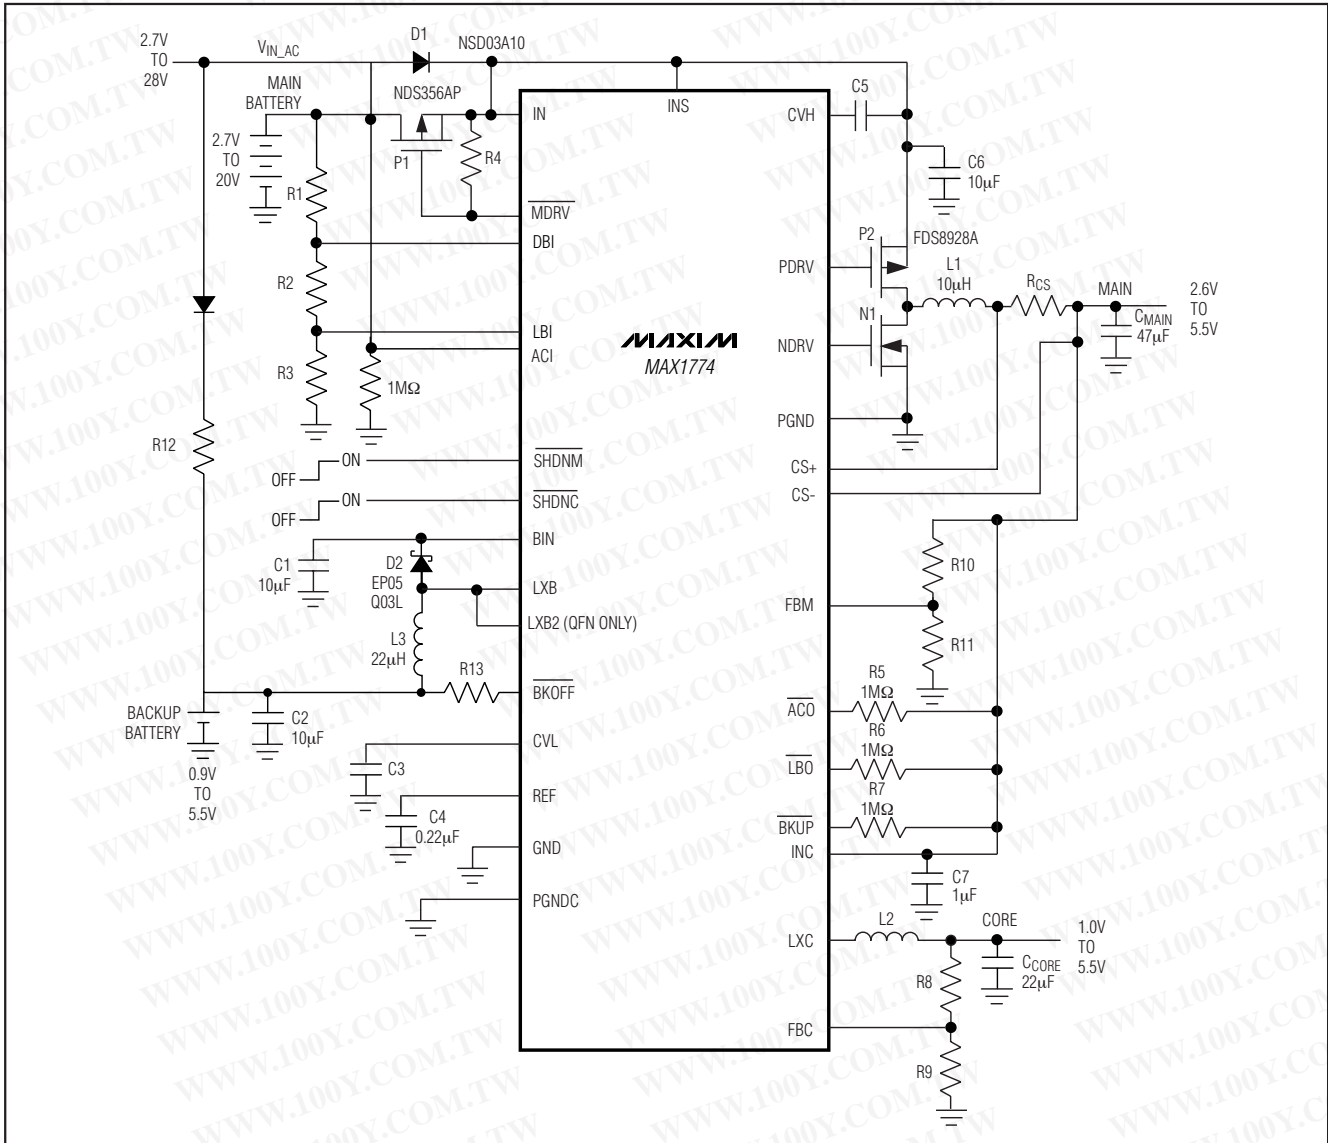 2.7V
TO
28V
VIN_AC
D1
NSD03A10
MAIN
BATTERY
NDS356AP
2.7V
TO
20V
P1
R4
R1
R2
R3
1MΩ
R12
OFF
ON
OFF
ON
C1
10µF
D2
EP05
Q03L
L3
22µH
R13
BACKUP
BATTERY
0.9V
TO
5.5V
C2
10µF
C3
C4
0.22µF
IN
MDRV
DBI
LBI
ACI
SHDNM
SHDNC
BIN
LXB
LXB2 (QFN ONLY)
BKOFF
CVL
REF
GND
PGNDC
INS
MAXIM
MAX1774
CVH
PDRV
NDRV
PGND
CS+
CS-
FBM
ACO
LBO
BKUP
INC
LXC
FBC
C5
C6
10µF
P2
FDS8928A
L1
10µH
RCS
MAIN
2.6V
TO
5.5V
N1
CMAIN
47µF
R10
R11
R5
1MΩ
R6
1MΩ
R7
1MΩ
C7
1µF
L2
CORE
1.0V
TO
5.5V
CCORE
22µF
R8
R9
WWW.100Y.COM.TW